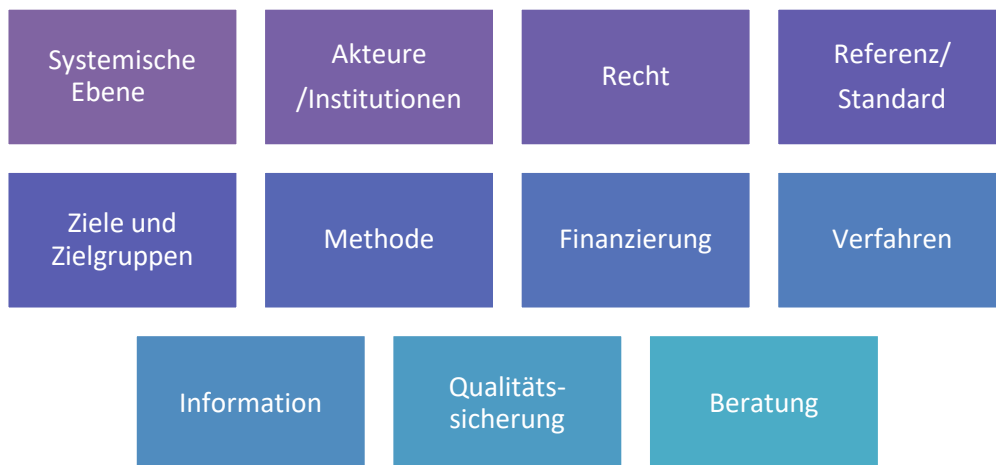 Systemische
Ebene
Akteure
/Institutionen
Recht
Referenz/
Standard
Ziele und
Zielgruppen
Methode
Finanzierung
Verfahren
Information
Qualitäts-
sicherung
Beratung